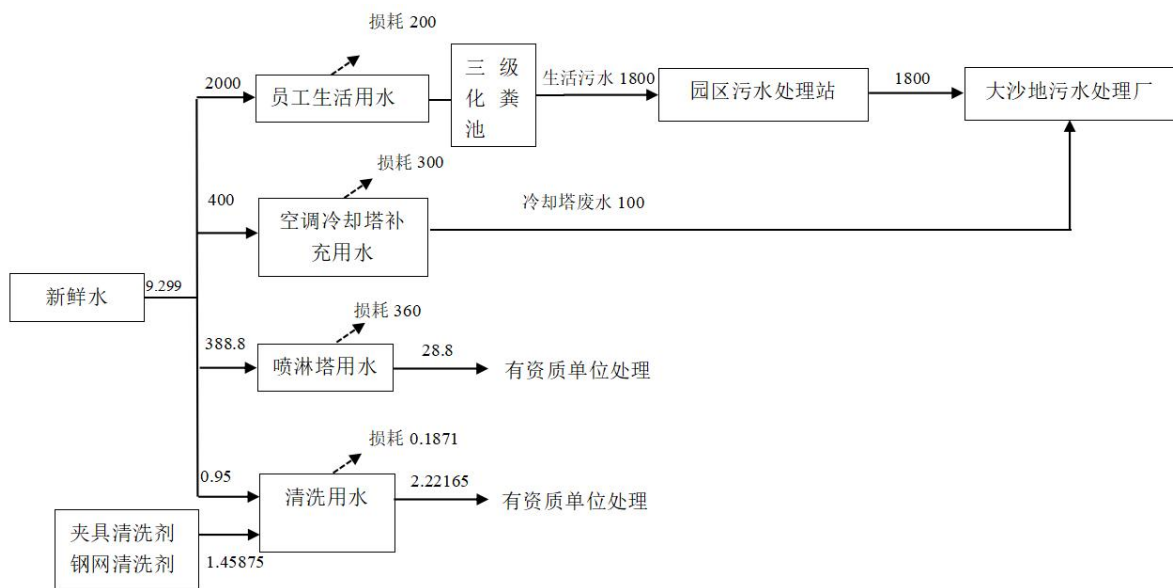 损耗 200
2000
员工生活用水
三 级
化 粪
池
生活污水 1800
园区污水处理站
1800
大沙地污水处理厂
损耗 300
400
空调冷却塔补
充用水
冷却塔废水 100
新鲜水
9.299
损耗 360
388.8
喷淋塔用水
28.8
有资质单位处理
损耗 0.1871
0.95
清洗用水
2.22165
有资质单位处理
夹具清洗剂
钢网清洗剂
1.45875